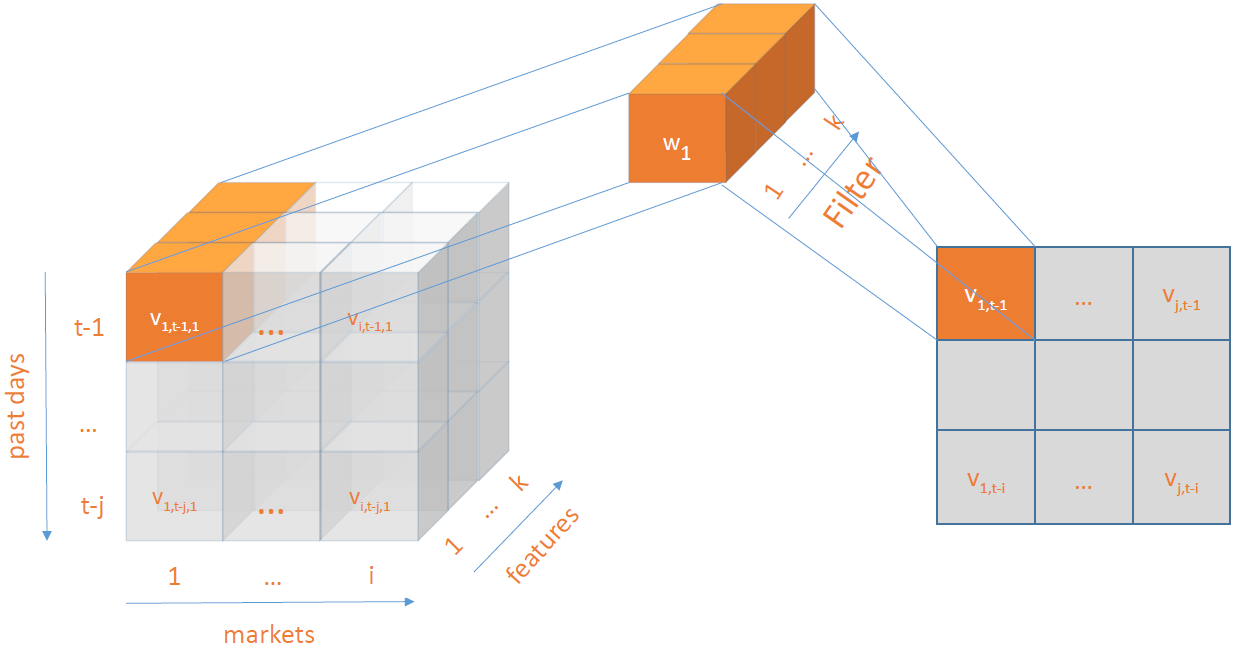 w1
1 ... k
Filter
t-1
...
t-j
past days
v1,t-1,1
...
vi,t-1,1
v1,t-j,1
...
vi,t-j,1
1 ... i
markets
1 ... k
features
v1,t-1
...
vj,t-1
v1,t-i
...
vj,t-i